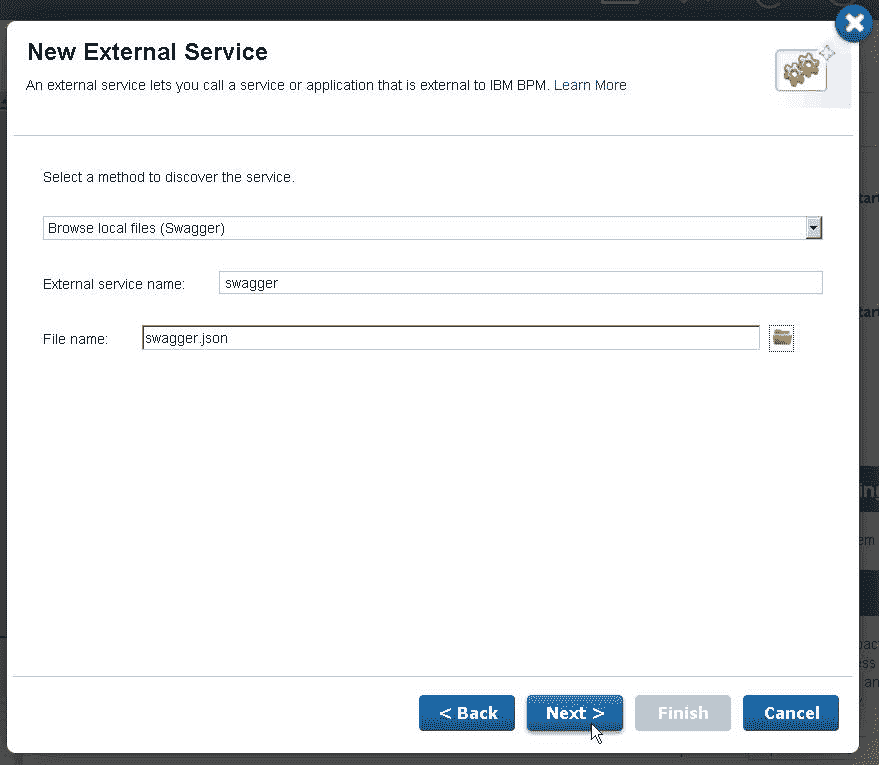 New External Service
An external service lets you call a service or application that is external to IBM BPM. Learn More
Select a method to discover the service.
Browse local files (Swagger)
External service name: swagger
File name: swagger.json
< Back Next > Finish Cancel